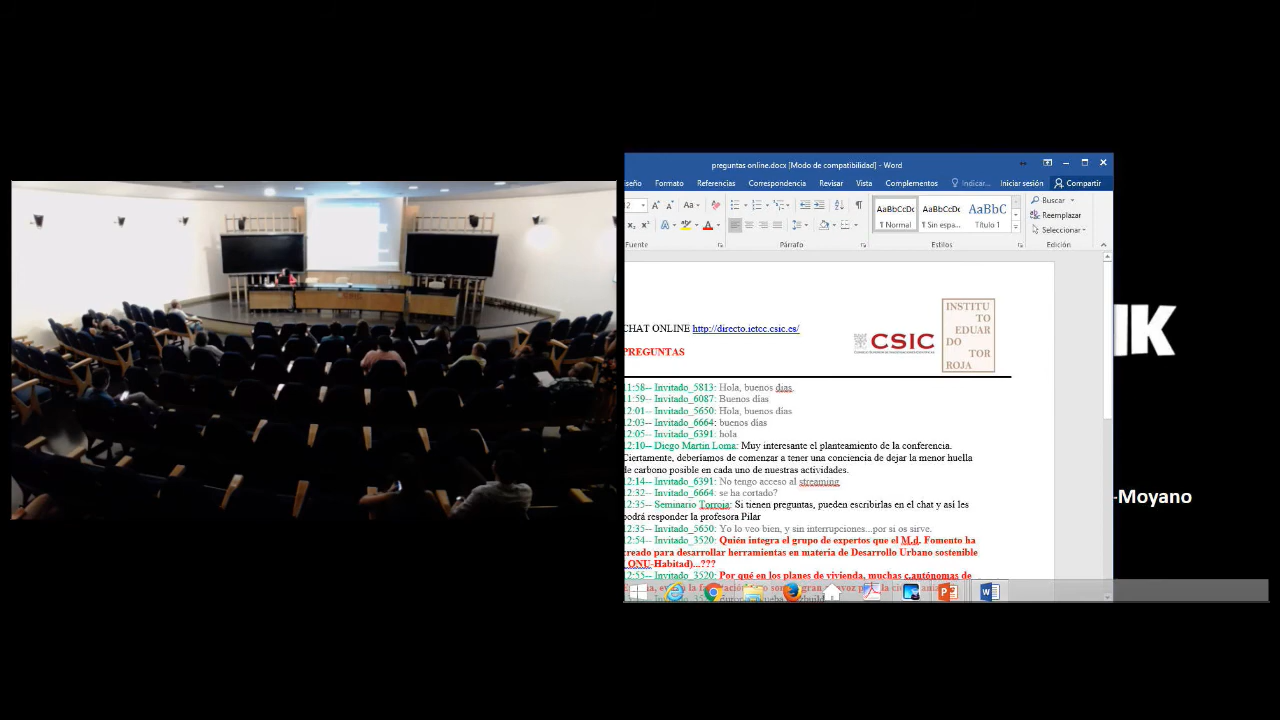 preguntas online.docx [Modo de compatibilidad] - Word
Formato Referencias Correspondencia Revisar Vista Complementos Indicar... Iniciar sesión Compartir
Buscar
Reemplazar
Seleccionar
AaBbCcDc AaBbCcDc AaBbC
1 Normal 1 Sin espa... Título 1
Párrafo Estilos Edición
CHAT ONLINE http://directo.ietcc.csic.es/
PREGUNTAS
CSIC
INSTITU
TO
EDUAR
DO TOR
ROJA
11:58-- Invitado_5813: Hola, buenos dias
11:59-- Invitado_6087: Buenos días
12:01-- Invitado_5650: Hola, buenos días
12:03-- Invitado_6664: buenos días
12:05-- Invitado_6391: hola
12:10-- Diego Martin Loma: Muy interesante el planteamiento de la conferencia.
Ciertamente, deberíamos de comenzar a tener una conciencia de dejar la menor huella
de carbono posible en cada uno de nuestras actividades.
12:14-- Invitado_6391: No tengo acceso al streaming
12:32-- Invitado_6664: se ha cortado?
12:35-- Seminario Torroja: Si tienen preguntas, pueden escribirlas en el chat y asi les
podrá responder la profesora Pilar
12:35-- Invitado_5650: Yo lo veo bien, y sin interrupciones...por si os sirve.
12:54-- Invitado_3520: Quién integra el grupo de expertos que el M.d. Fomento ha
creado para desarrollar herramientas en materia de Desarrollo Urbano sostenible
ONU-Habitad)...???
12:55-- Invitado_3520: Por qué en los planes de vivienda, muchas c.autónomas de
IK
-Moyano